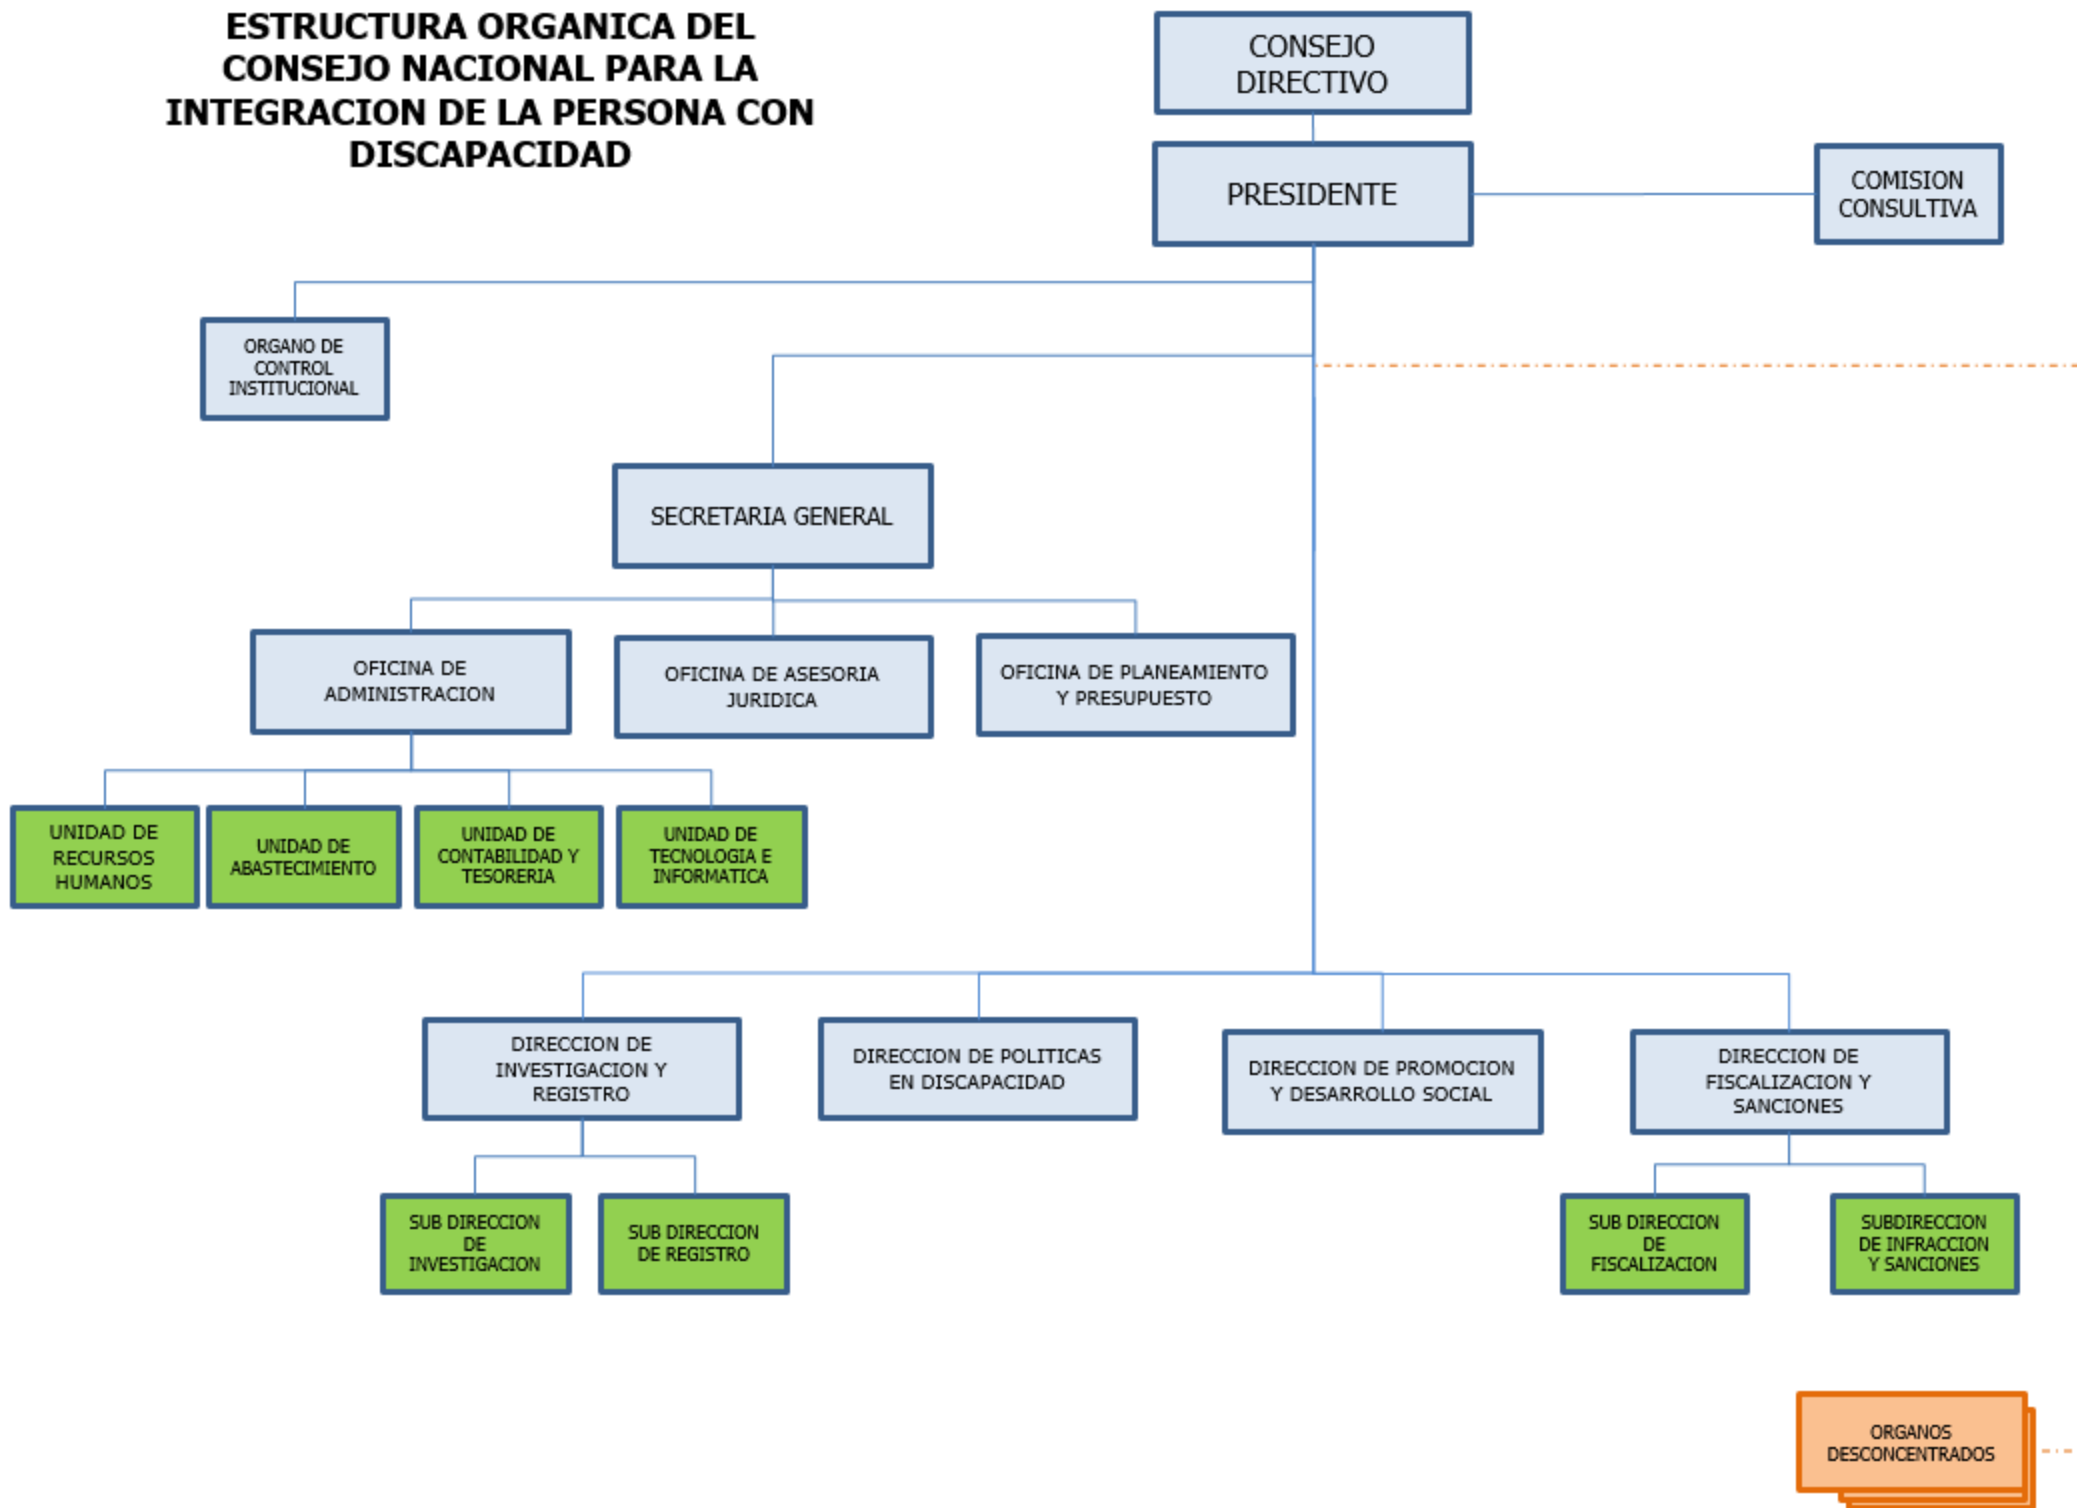 ESTRUCTURA ORGANICA DEL
CONSEJO NACIONAL PARA LA
INTEGRACION DE LA PERSONA CON
DISCAPACIDAD
CONSEJO
DIRECTIVO
PRESIDENTE
COMISION
CONSULTIVA
ORGANO DE
CONTROL
INSTITUCIONAL
SECRETARIA GENERAL
OFICINA DE
ADMINISTRACION
OFICINA DE ASESORIA
JURIDICA
OFICINA DE PLANEAMIENTO
Y PRESUPUESTO
UNIDAD DE
RECURSOS
HUMANOS
UNIDAD DE
ABASTECIMIENTO
UNIDAD DE
CONTABILIDAD Y
TESORERIA
UNIDAD DE
TECNOLOGIA E
INFORMATICA
DIRECCION DE
INVESTIGACION Y
REGISTRO
DIRECCION DE POLITICAS
EN DISCAPACIDAD
DIRECCION DE PROMOCION
Y DESARROLLO SOCIAL
DIRECCION DE
FISCALIZACION Y
SANCIONES
SUB DIRECCION
DE
INVESTIGACION
SUB DIRECCION
DE REGISTRO
SUB DIRECCION
DE
FISCALIZACION
SUBDIRECCION
DE INFRACCION
Y SANCIONES
ORGANOS
DESCONCENTRADOS